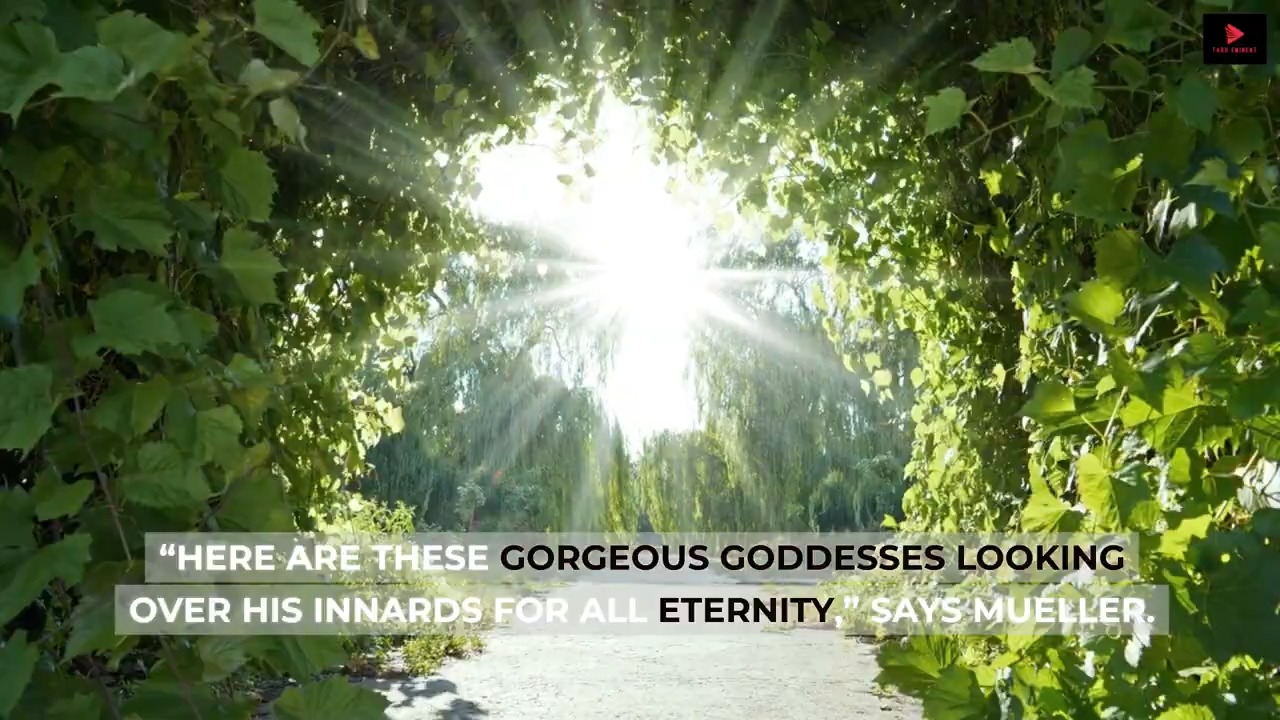 “HERE ARE THESE GORGEOUS GODDESSES LOOKING
OVER HIS INNARDS FOR ALL ETERNITY,” SAYS MUELLER.